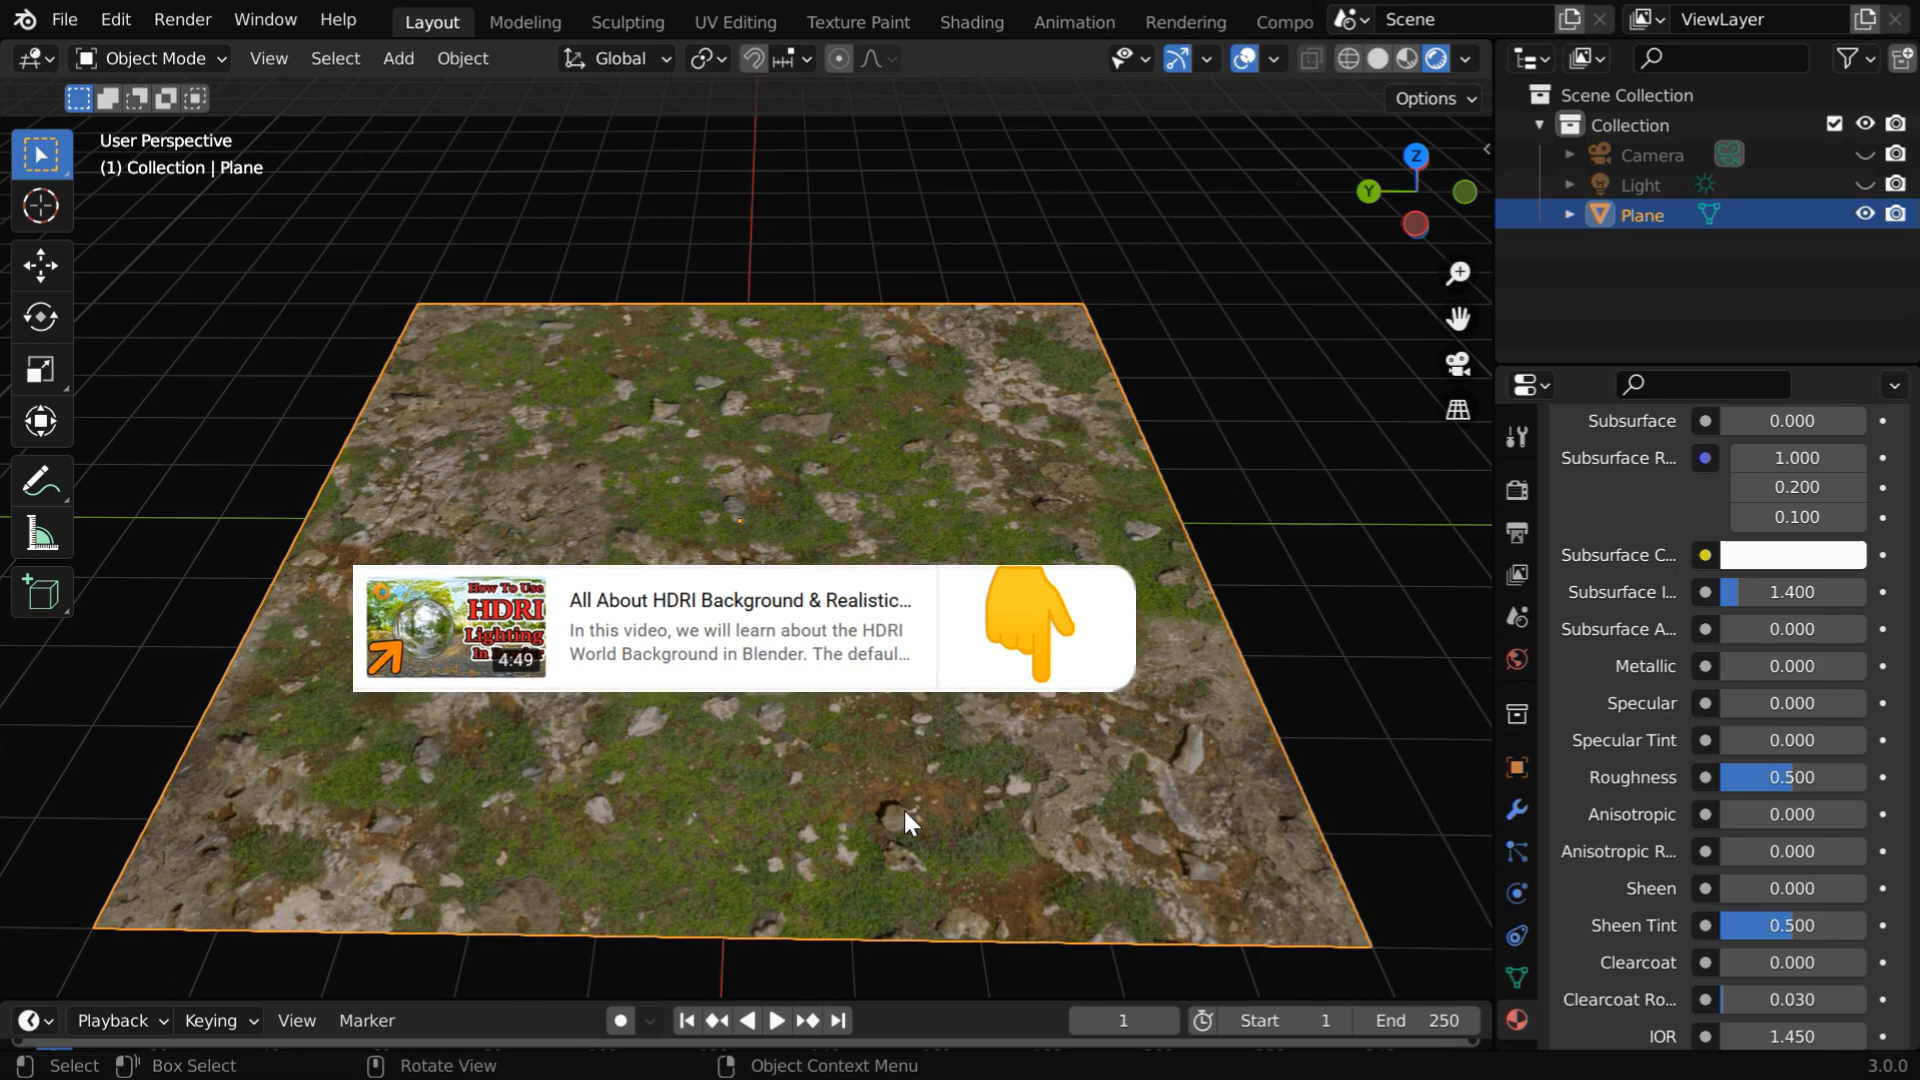 File Edit Render Window Help Layout Modeling Sculpting UV Editing Texture Paint Shading Animation Rendering Compo Scene ViewLayer
Object Mode View Select Add Object Global
Options
User Perspective
(1) Collection | Plane
Z
Y
Scene Collection
Collection
Camera
Light
Plane
Subsurface 0.000
Subsurface R... 1.000
0.200
0.100
Subsurface C...
Subsurface I... 1.400
Subsurface A... 0.000
Metallic 0.000
Specular 0.000
Specular Tint 0.000
Roughness 0.500
Anisotropic 0.000
Anisotropic R... 0.000
Sheen 0.000
Sheen Tint 0.500
Clearcoat 0.000
Clearcoat Ro... 0.030
IOR 1.450
How To Use
HDRI
Lighting
4:49
All About HDRI Background & Realistic...
In this video, we will learn about the HDRI
World Background in Blender. The defaul...
Playback Keying View Marker 1 Start 1 End 250
Select Box Select Rotate View Object Context Menu 3.0.0